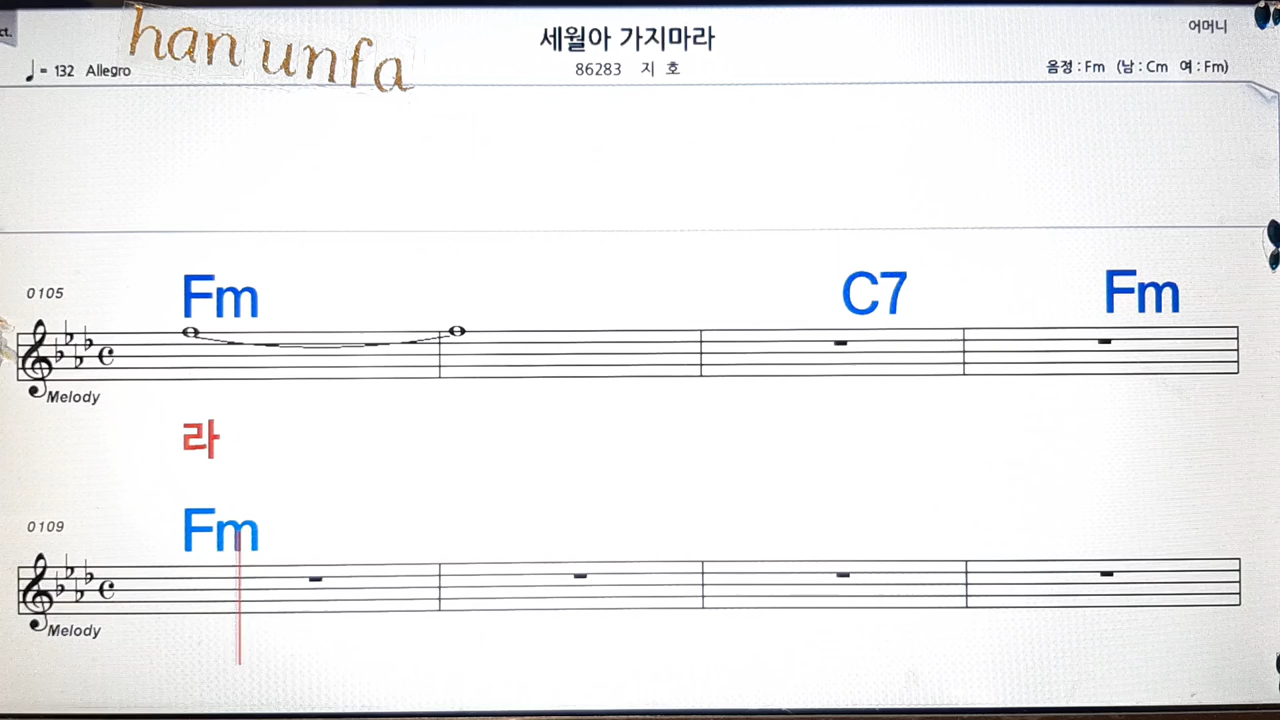 ct.
han unfa
세월아 가지마라
어머니
♩= 132 Allegro
86283 지 호
음정 : Fm (남 : Cm 여 : Fm)
Fm C7 Fm
0105
Melody
라
Fm
0109
Melody